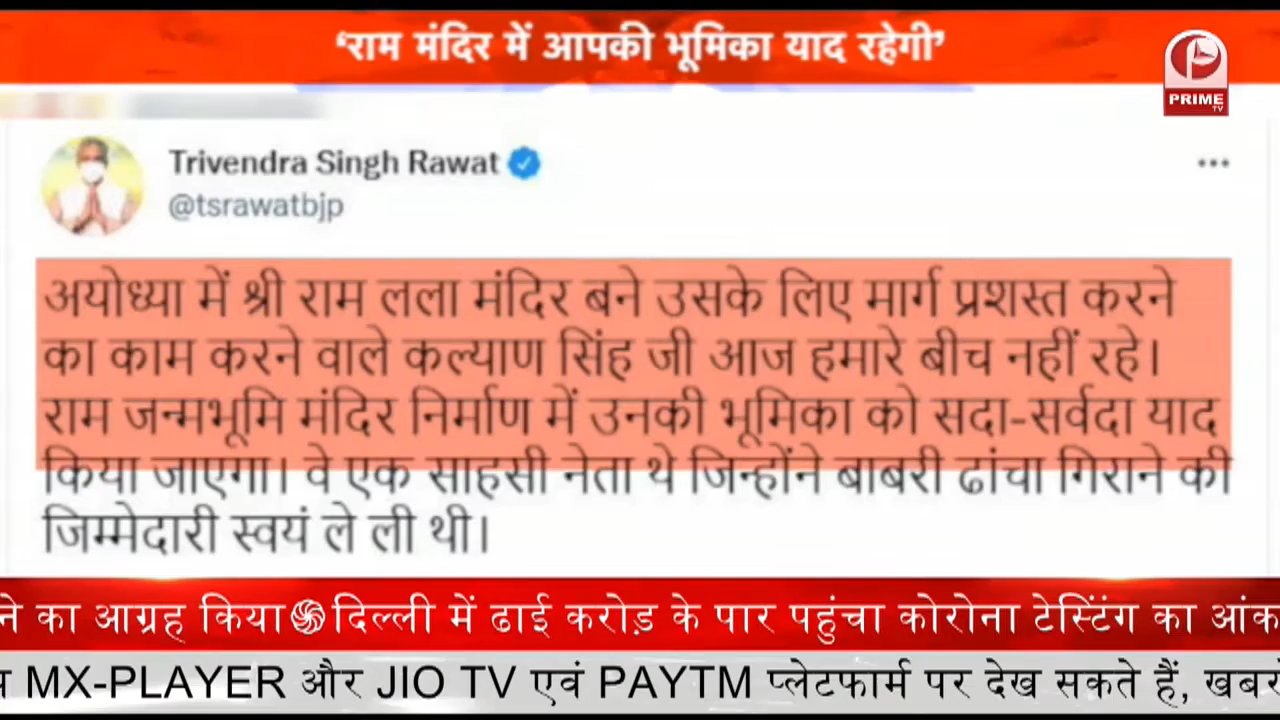 ‘राम मंदिर में आपकी भूमिका याद रहेगी’
PRIME
TV
Trivendra Singh Rawat
@tsrawatbjp
अयोध्या में श्री राम लला मंदिर बने उसके लिए मार्ग प्रशस्त करने
का काम करने वाले कल्याण सिंह जी आज हमारे बीच नहीं रहे।
राम जन्मभूमि मंदिर निर्माण में उनकी भूमिका को सदा-सर्वदा याद
किया जाएगा। वे एक साहसी नेता थे जिन्होंने बाबरी ढांचा गिराने की
जिम्मेदारी स्वयं ले ली थी।
ने का आग्रह किया दिल्ली में ढाई करोड़ के पार पहुंचा कोरोना टेस्टिंग का आंक
MX-PLAYER और JIO TV एवं PAYTM प्लेटफार्म पर देख सकते हैं, खबरो